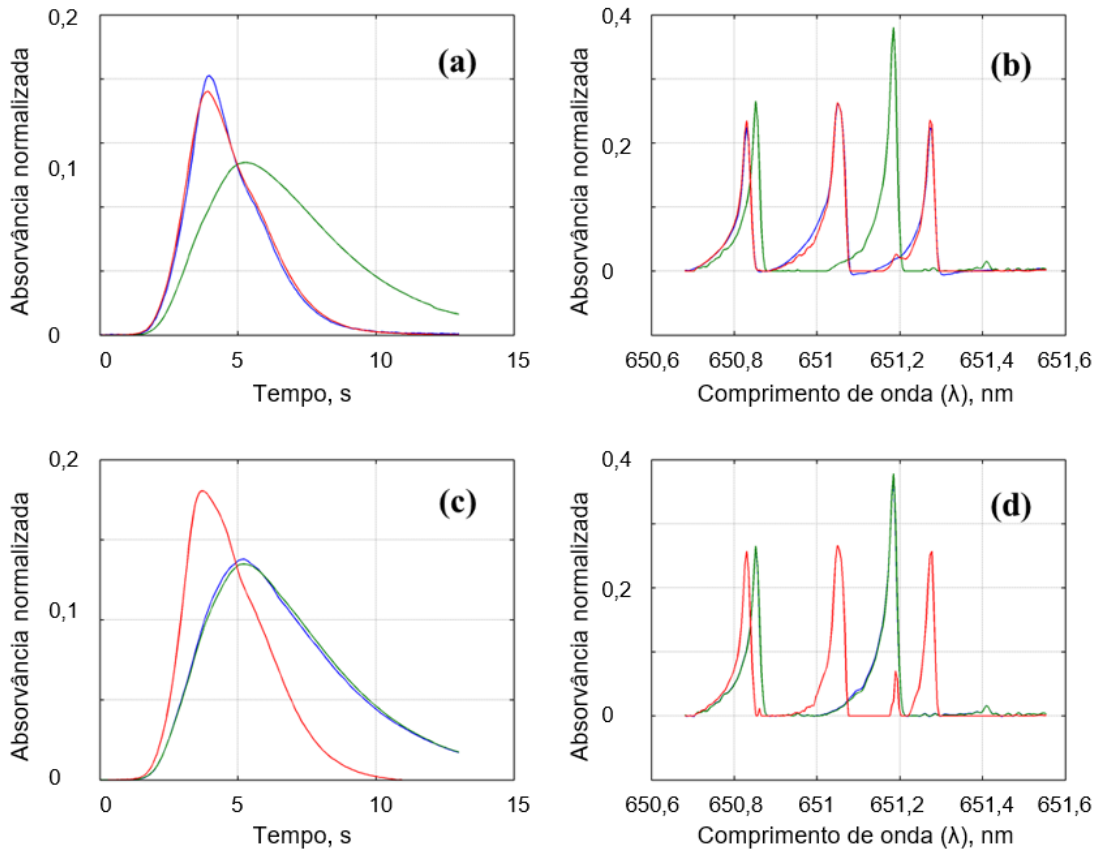 0,2
(a)
0,1
0
0
5
10
15
Absorvância normalizada
Tempo, s
0,4
(b)
0,2
0
650,6
650,8
651
651,2
651,4
651,6
Absorvância normalizada
Comprimento de onda (λ), nm
0,2
(c)
0,1
0
0
5
10
15
Absorvância normalizada
Tempo, s
0,4
(d)
0,2
0
650,6
650,8
651
651,2
651,4
651,6
Absorvância normalizada
Comprimento de onda (λ), nm